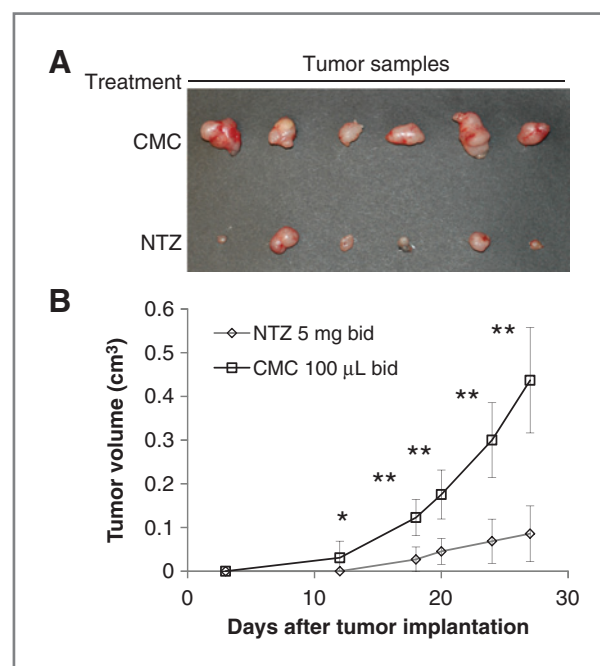 A
Tumor samples
Treatment
CMC
NTZ
B
0.6
0.5
0.4
0.3
0.2
0.1
0
NTZ 5 mg bid
CMC 100 μL bid
*
**
**
**
**
Tumor volume (cm³)
0 10 20 30
Days after tumor implantation